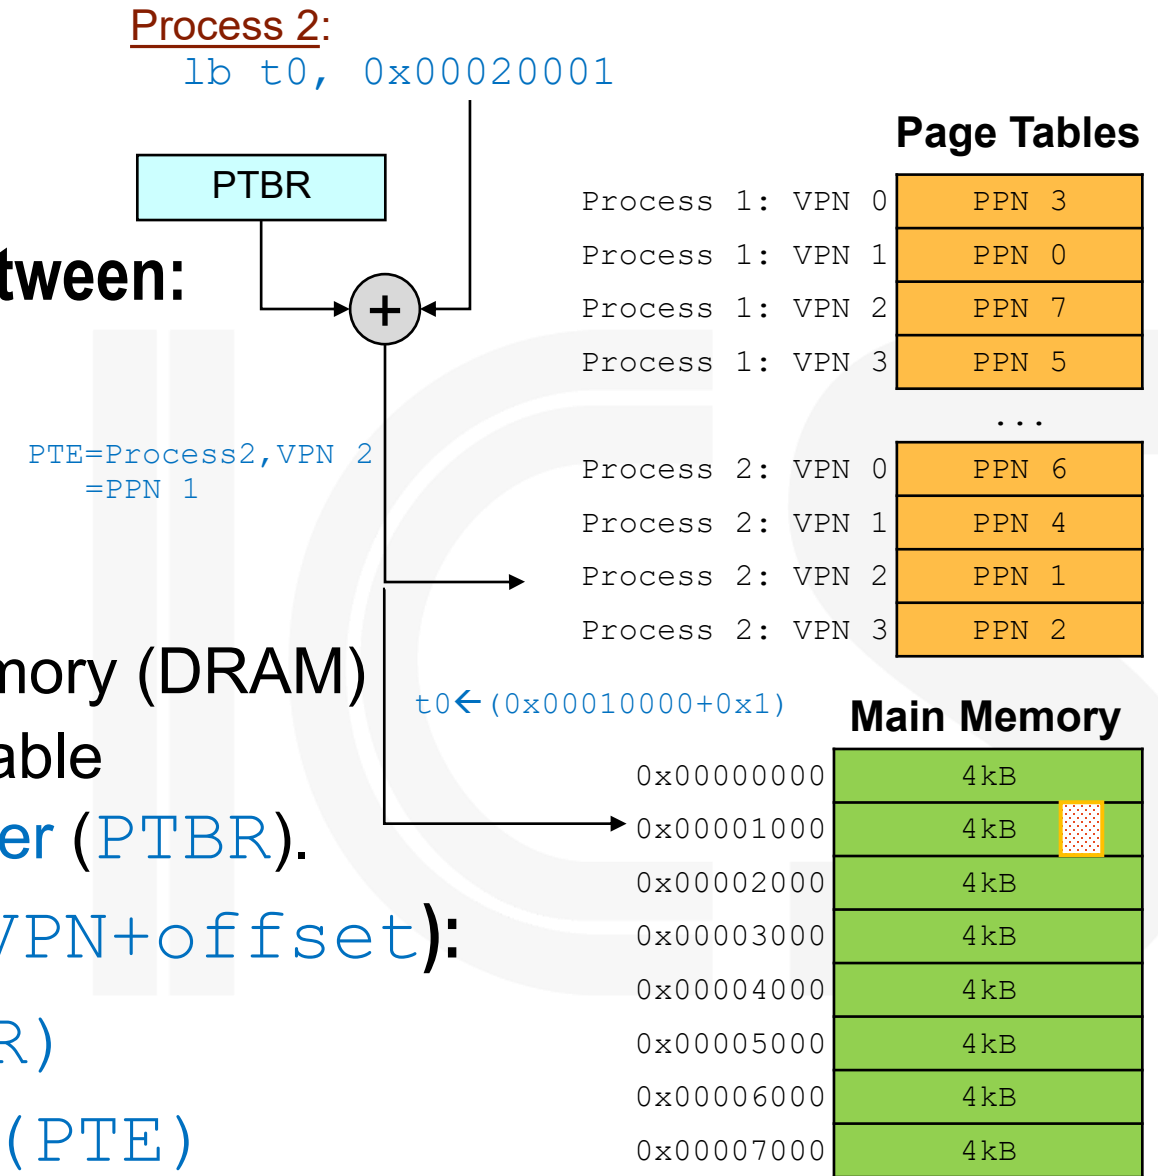 Process 2:
lb t0, 0x00020001
PTBR
tween:
+
PTE=Process2,VPN 2
=PPN 1
mory (DRAM)
able
er (PTBR).
VPN+offset):
R)
(PTE)
Page Tables
Process 1: VPN 0 PPN 3
Process 1: VPN 1 PPN 0
Process 1: VPN 2 PPN 7
Process 1: VPN 3 PPN 5
...
Process 2: VPN 0 PPN 6
Process 2: VPN 1 PPN 4
Process 2: VPN 2 PPN 1
Process 2: VPN 3 PPN 2
t0←(0x00010000+0x1)
Main Memory
0x00000000 4kB
0x00001000 4kB
0x00002000 4kB
0x00003000 4kB
0x00004000 4kB
0x00005000 4kB
0x00006000 4kB
0x00007000 4kB